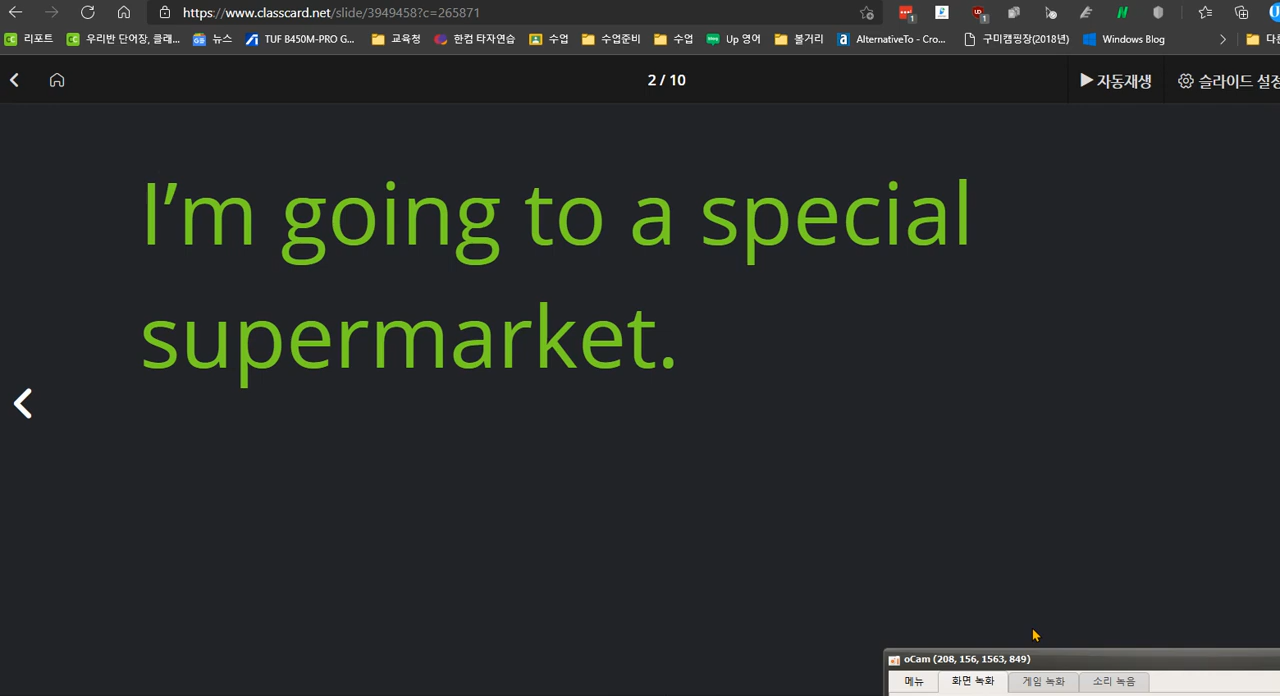 https://www.classcard.net/slide/3949458?c=265871
리포트 우리반 단어장, 클래... 뉴스 TUF B450M-PRO G... 교육청 한컴 타자연습 수업 수업준비 수업 Up 영어 볼거리 AlternativeTo - Cro... 구미캠핑장(2018년) Windows Blog
2 / 10 자동재생 슬라이드 설정
I’m going to a special
supermarket.
oCam (208, 156, 1563, 849)
메뉴 화면 녹화 게임 녹화 소리 녹음